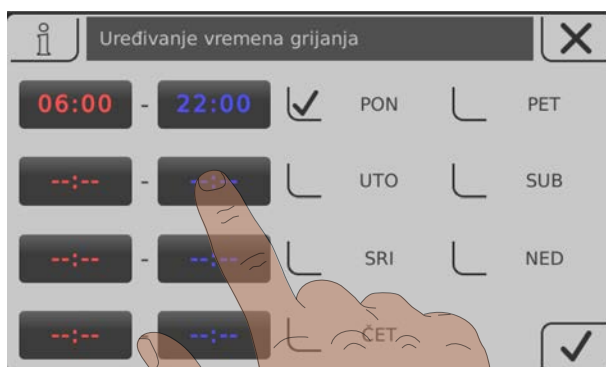 Uređivanje vremena grijanja
06:00 - 22:00 PON PET
--:-- - --:-- UTO SUB
--:-- - --:-- SRI NED
--:-- - --:-- ČET